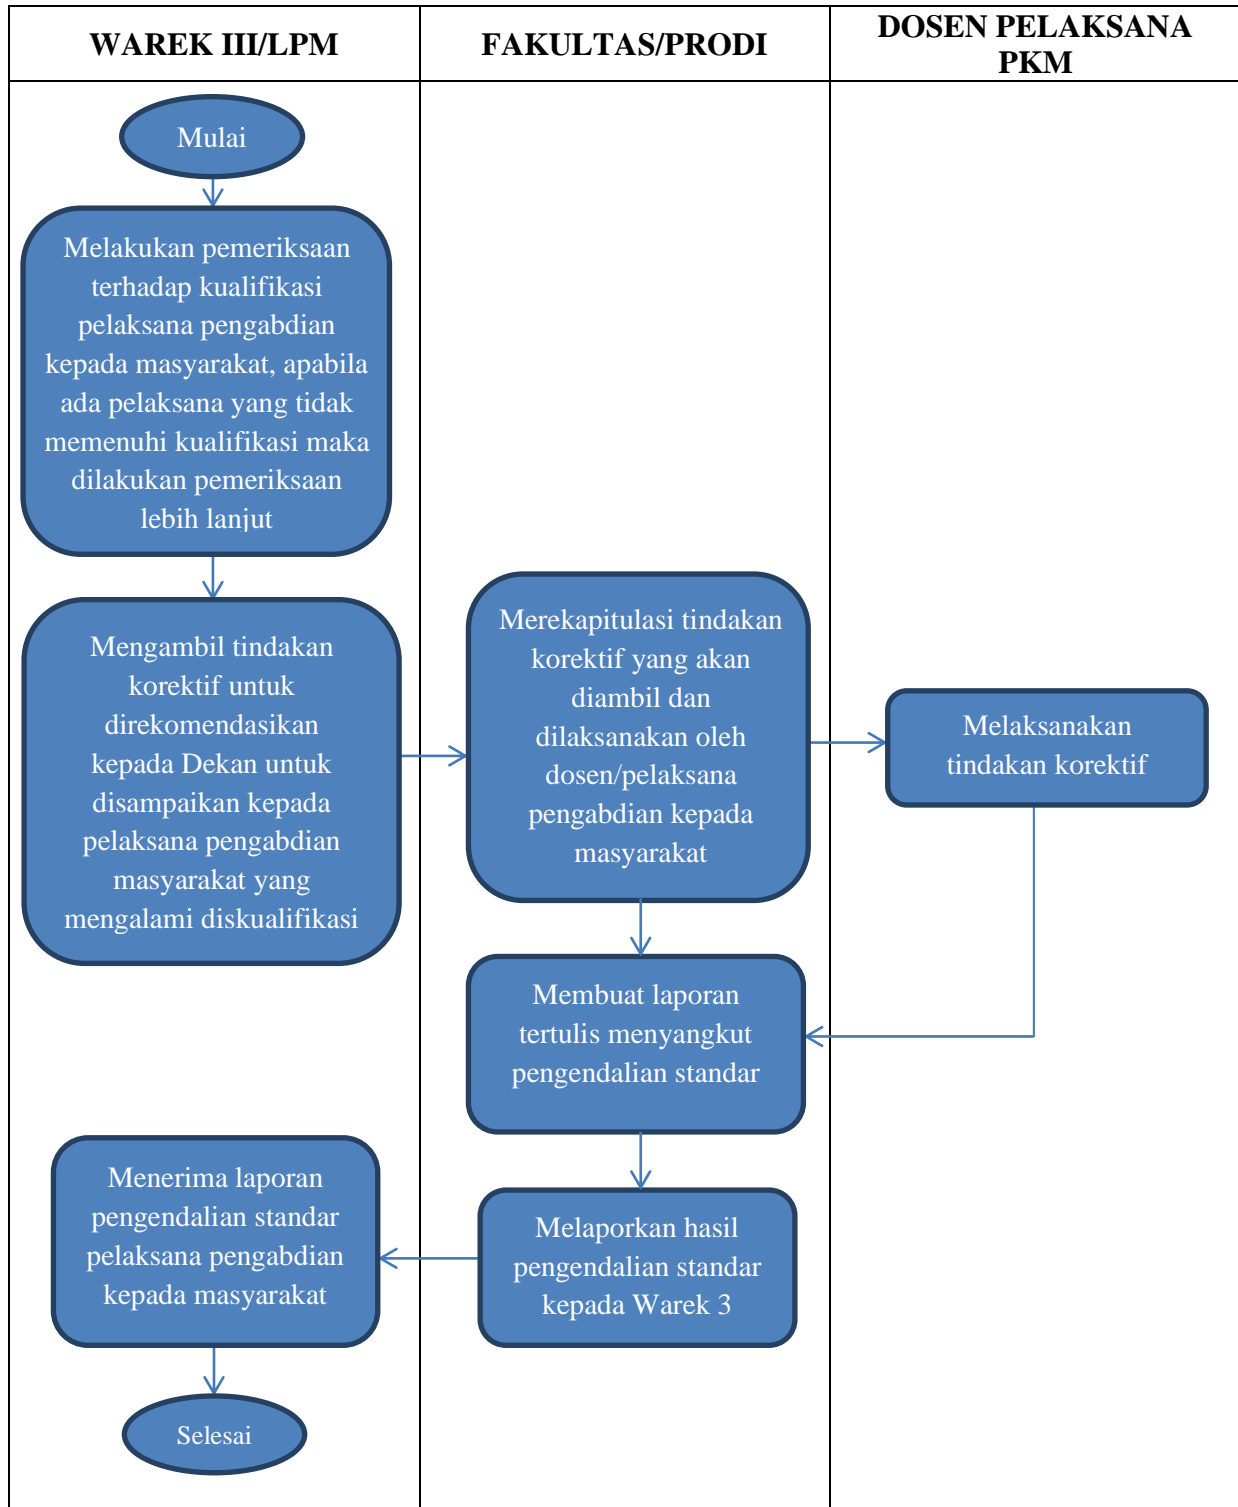 WAREK III/LPM
FAKULTAS/PRODI
DOSEN PELAKSANA
PKM
Mulai
Melakukan pemeriksaan
terhadap kualifikasi
pelaksana pengabdian
kepada masyarakat, apabila
ada pelaksana yang tidak
memenuhi kualifikasi maka
dilakukan pemeriksaan
lebih lanjut
Mengambil tindakan
korektif untuk
direkomendasikan
kepada Dekan untuk
disampaikan kepada
pelaksana pengabdian
masyarakat yang
mengalami diskualifikasi
Merekapitulasi tindakan
korektif yang akan
diambil dan
dilaksanakan oleh
dosen/pelaksana
pengabdian kepada
masyarakat
Melaksanakan
tindakan korektif
Membuat laporan
tertulis menyangkut
pengendalian standar
Melaporkan hasil
pengendalian standar
kepada Warek 3
Menerima laporan
pengendalian standar
pelaksana pengabdian
kepada masyarakat
Selesai